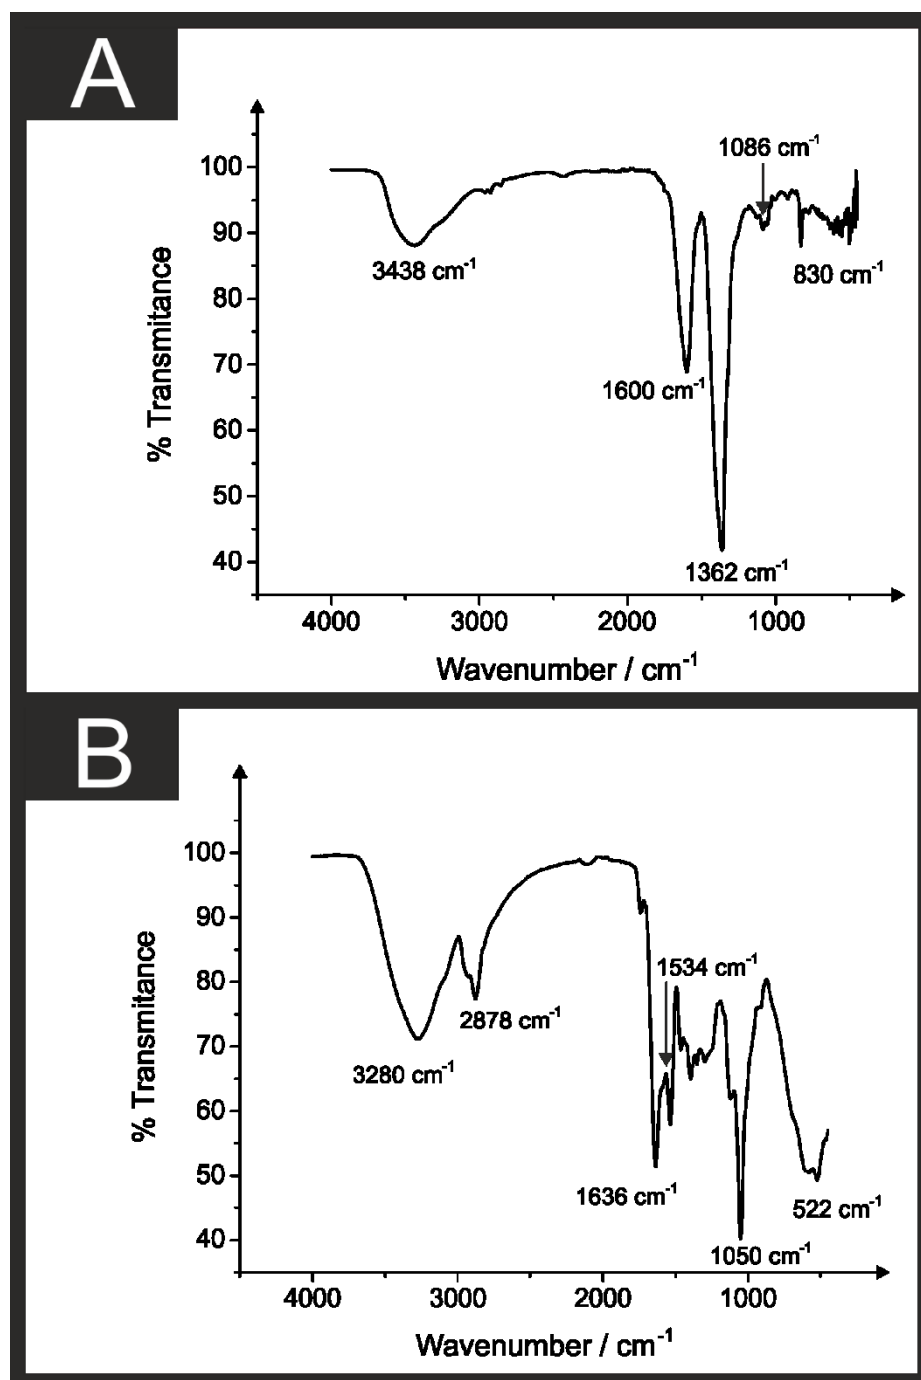 A
1086 cm-1
100
90
3438 cm-1
830 cm-1
80
% Transmitance
70
1600 cm-1
60
50
40
1362 cm-1
4000 3000 2000 1000
Wavenumber / cm-1
B
100
90
1534 cm-1
80
2878 cm-1
% Transmitance
70
3280 cm-1
60
50
1636 cm-1
522 cm-1
40
1050 cm-1
4000 3000 2000 1000
Wavenumber / cm-1